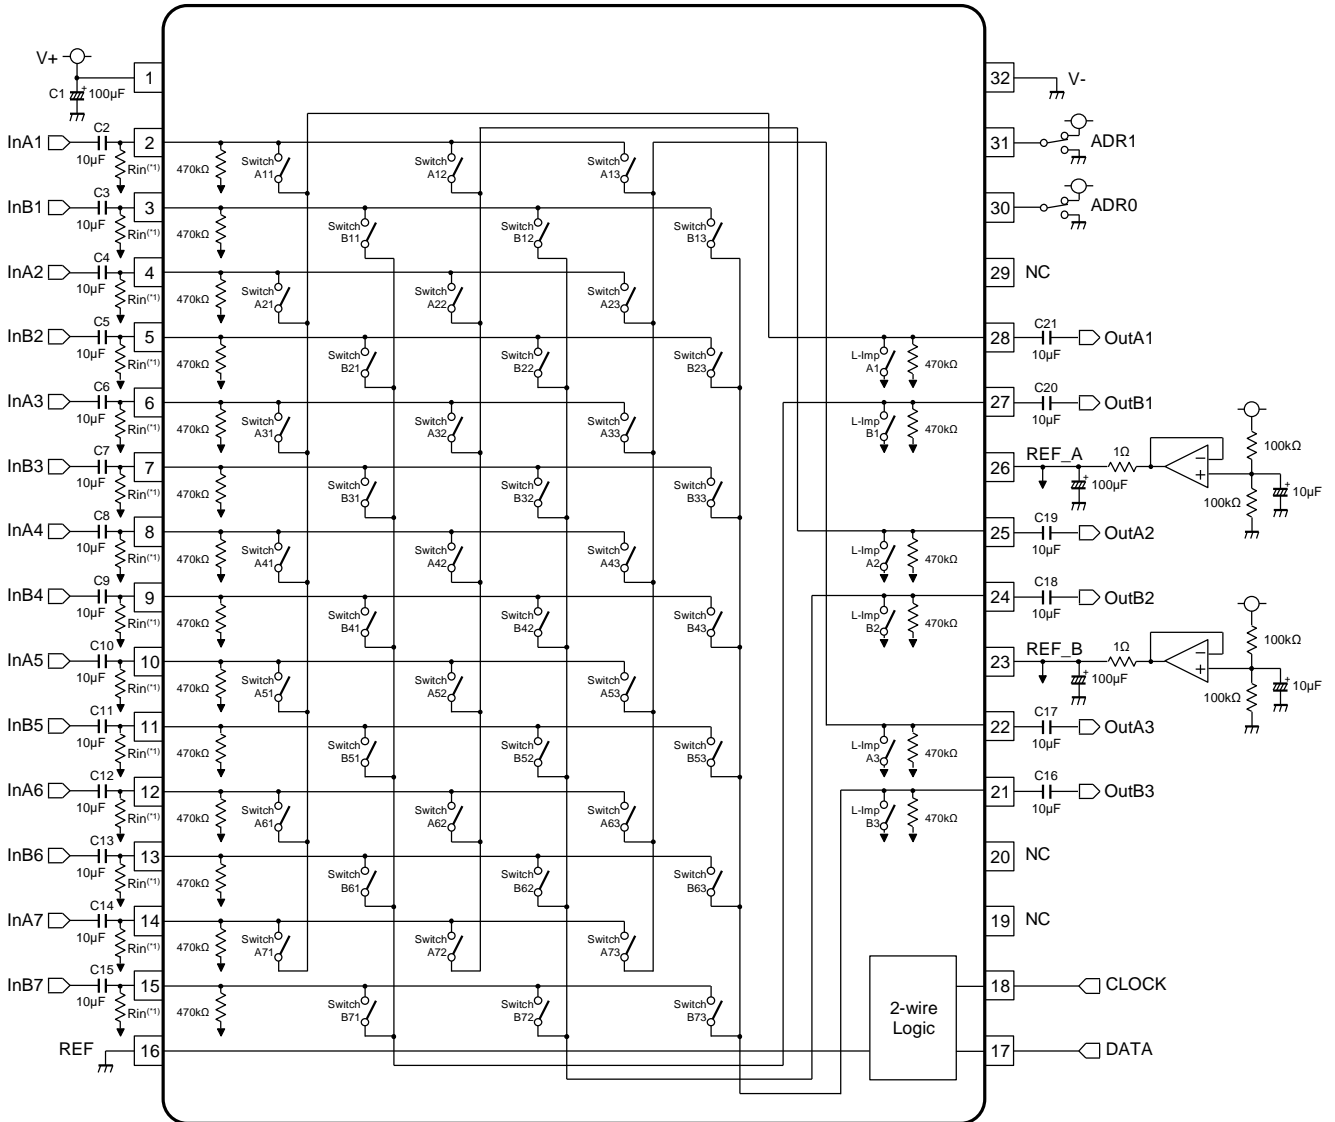 V+
1
C1 + 100µF
32
V-
InA1
C2
10µF
Rin(*1)
2
470kΩ
Switch A11
Switch A12
Switch A13
31
ADR1
InB1
C3
10µF
Rin(*1)
3
470kΩ
Switch B11
Switch B12
Switch B13
30
ADR0
InA2
C4
10µF
Rin(*1)
4
470kΩ
Switch A21
Switch A22
Switch A23
29
NC
InB2
C5
10µF
Rin(*1)
5
470kΩ
Switch B21
Switch B22
Switch B23
L-Imp A1
470kΩ
28
C21
10µF
OutA1
InA3
C6
10µF
Rin(*1)
6
470kΩ
Switch A31
Switch A32
Switch A33
L-Imp B1
470kΩ
27
C20
10µF
OutB1
InB3
C7
10µF
Rin(*1)
7
470kΩ
Switch B31
Switch B32
Switch B33
26
REF_A
+ 100µF
1Ω
−
+
100kΩ
100kΩ
+ 10µF
InA4
C8
10µF
Rin(*1)
8
470kΩ
Switch A41
Switch A42
Switch A43
L-Imp A2
470kΩ
25
C19
10µF
OutA2
InB4
C9
10µF
Rin(*1)
9
470kΩ
Switch B41
Switch B42
Switch B43
L-Imp B2
470kΩ
24
C18
10µF
OutB2
InA5
C10
10µF
Rin(*1)
10
470kΩ
Switch A51
Switch A52
Switch A53
23
REF_B
+ 100µF
1Ω
−
+
100kΩ
100kΩ
+ 10µF
InB5
C11
10µF
Rin(*1)
11
470kΩ
Switch B51
Switch B52
Switch B53
L-Imp A3
470kΩ
22
C17
10µF
OutA3
InA6
C12
10µF
Rin(*1)
12
470kΩ
Switch A61
Switch A62
Switch A63
L-Imp B3
470kΩ
21
C16
10µF
OutB3
InB6
C13
10µF
Rin(*1)
13
470kΩ
Switch B61
Switch B62
Switch B63
20
NC
InA7
C14
10µF
Rin(*1)
14
470kΩ
Switch A71
Switch A72
Switch A73
19
NC
InB7
C15
10µF
Rin(*1)
15
470kΩ
Switch B71
Switch B72
Switch B73
2-wire
Logic
18
CLOCK
REF
16
17
DATA